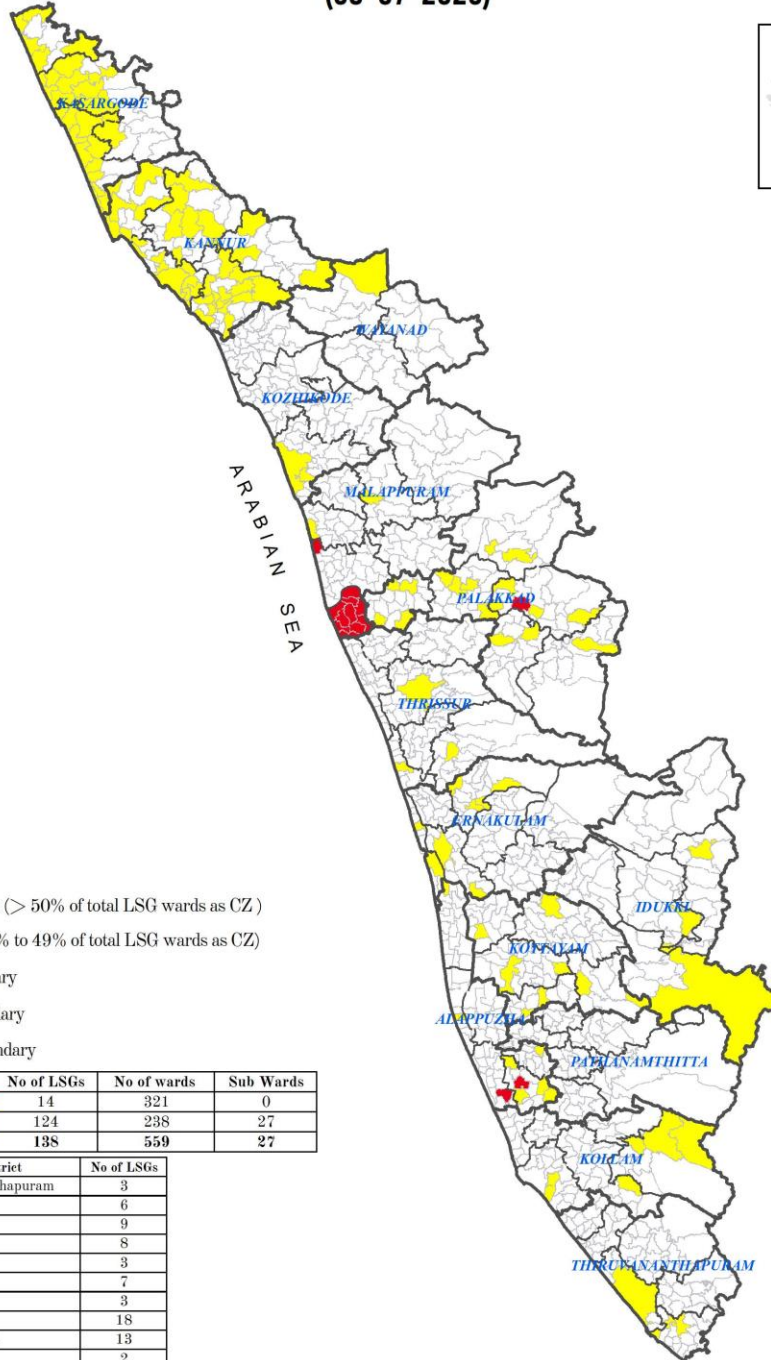 KASARGODE
KANNUR
WAYANAD
KOZHIKODE
MALAPPURAM
ARABIAN SEA
PALAKKAD
THRISSUR
ERNAKULAM
IDUKKI
KOTTAYAM
ALAPPUZHA
PATHANAMTHITTA
KOLLAM
THIRUVANANTHAPURAM
(> 50% of total LSG wards as CZ )
% to 49% of total LSG wards as CZ)
No of LSGs No of wards Sub Wards
14 321 0
124 238 27
138 559 27
No of LSGs
3
6
9
8
3
7
3
18
13
2